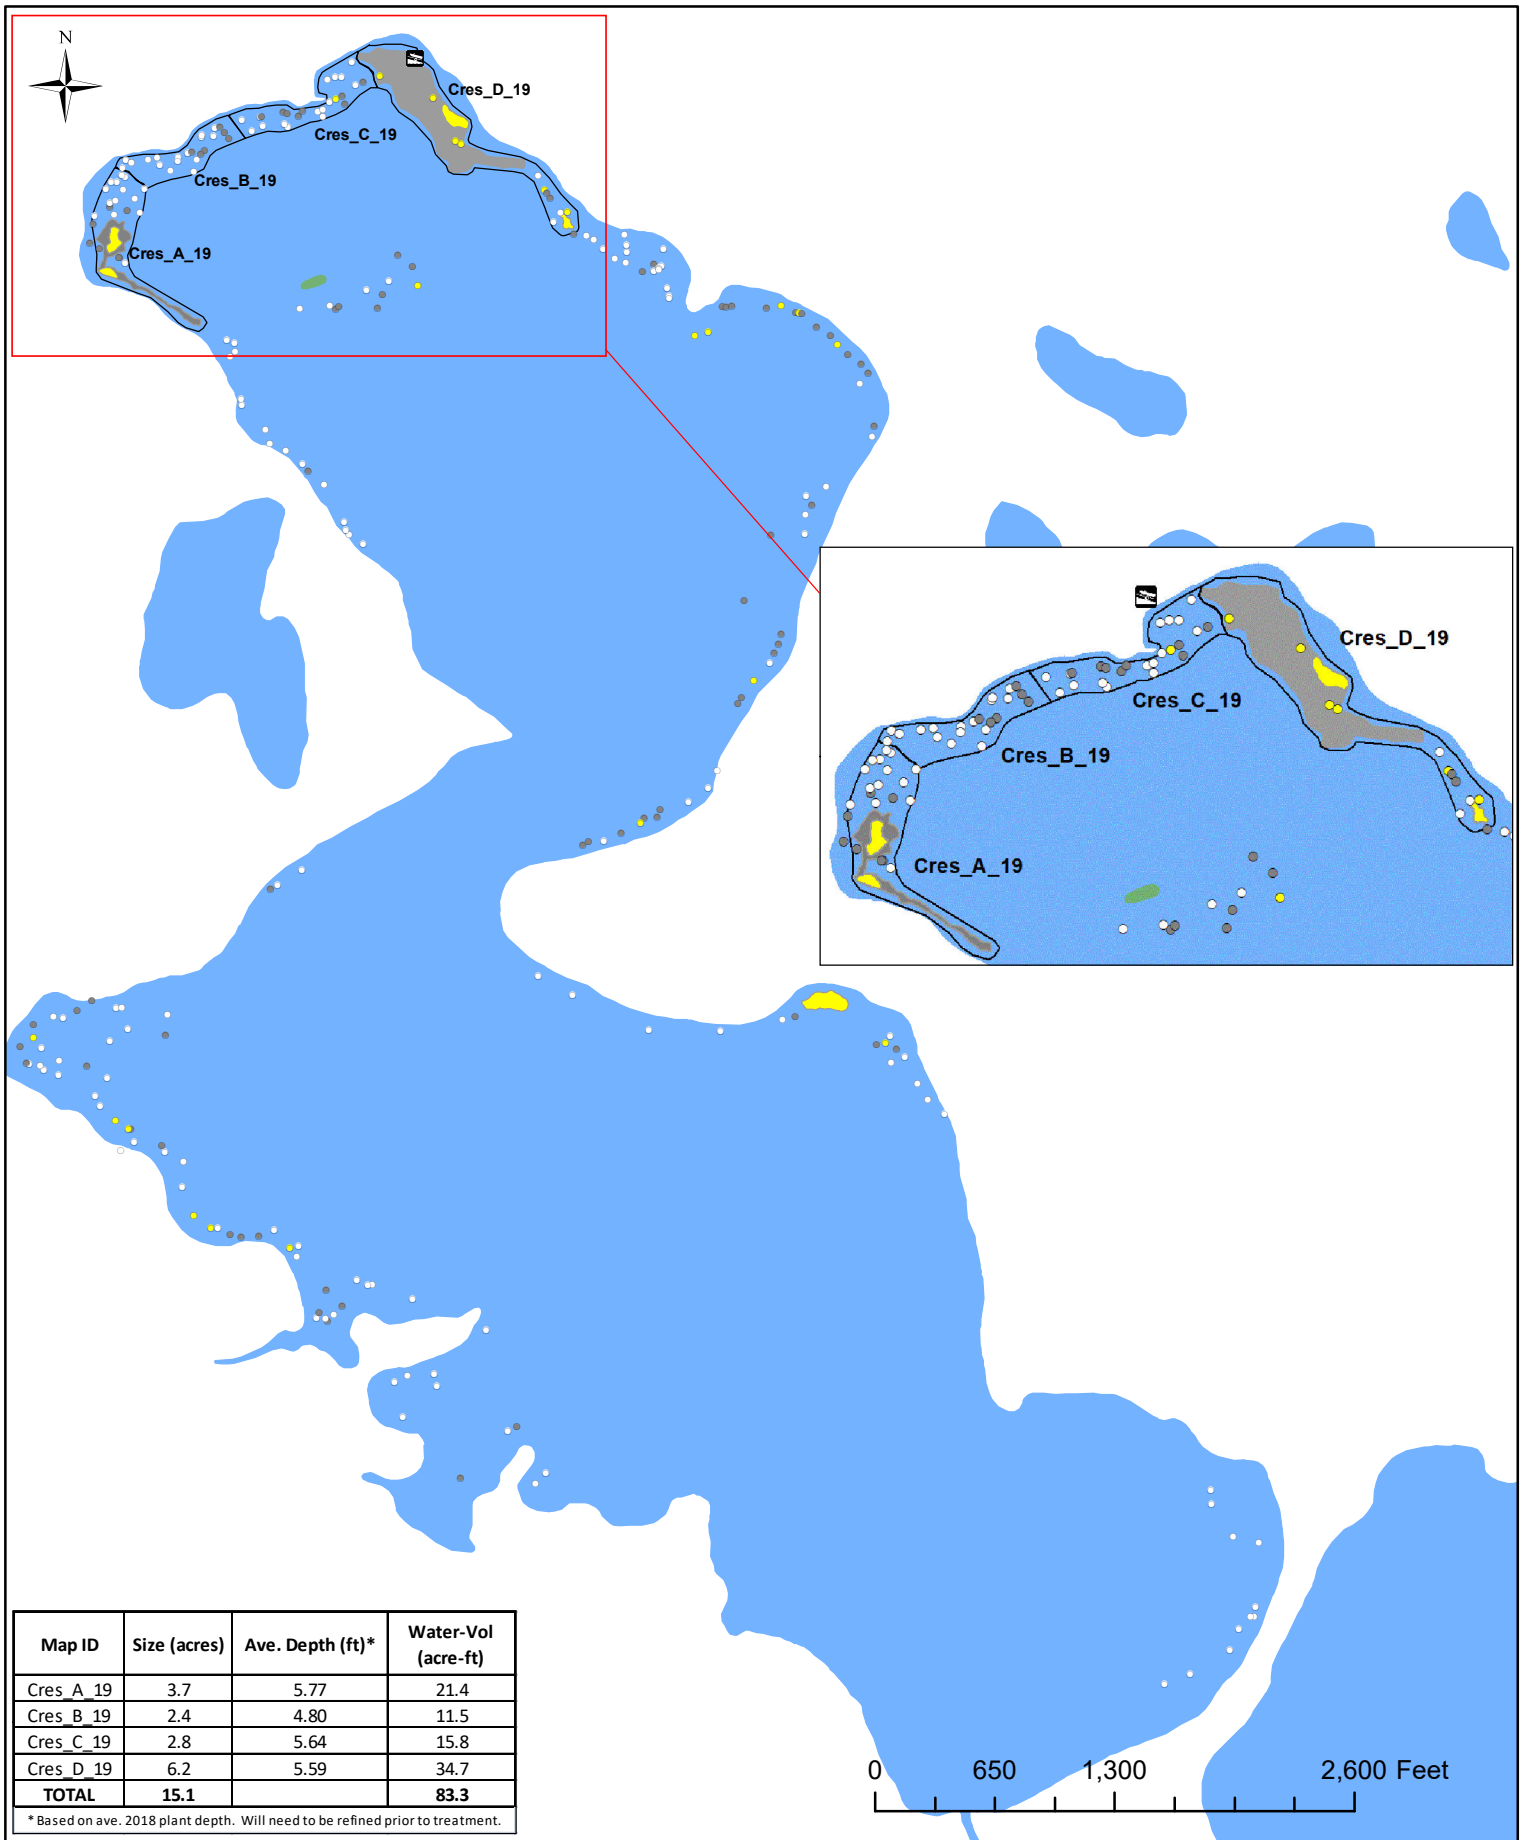 N
Cres_D_19
Cres_C_19
Cres_B_19
Cres_A_19
Cres_D_19
Cres_C_19
Cres_B_19
Cres_A_19
Map ID Size (acres) Ave. Depth (ft)* Water-Vol
(acre-ft)
Cres_A_19 3.7 5.77 21.4
Cres_B_19 2.4 4.80 11.5
Cres_C_19 2.8 5.64 15.8
Cres_D_19 6.2 5.59 34.7
TOTAL 15.1 83.3
* Based on ave. 2018 plant depth. Will need to be refined prior to treatment.
0 650 1,300 2,600 Feet